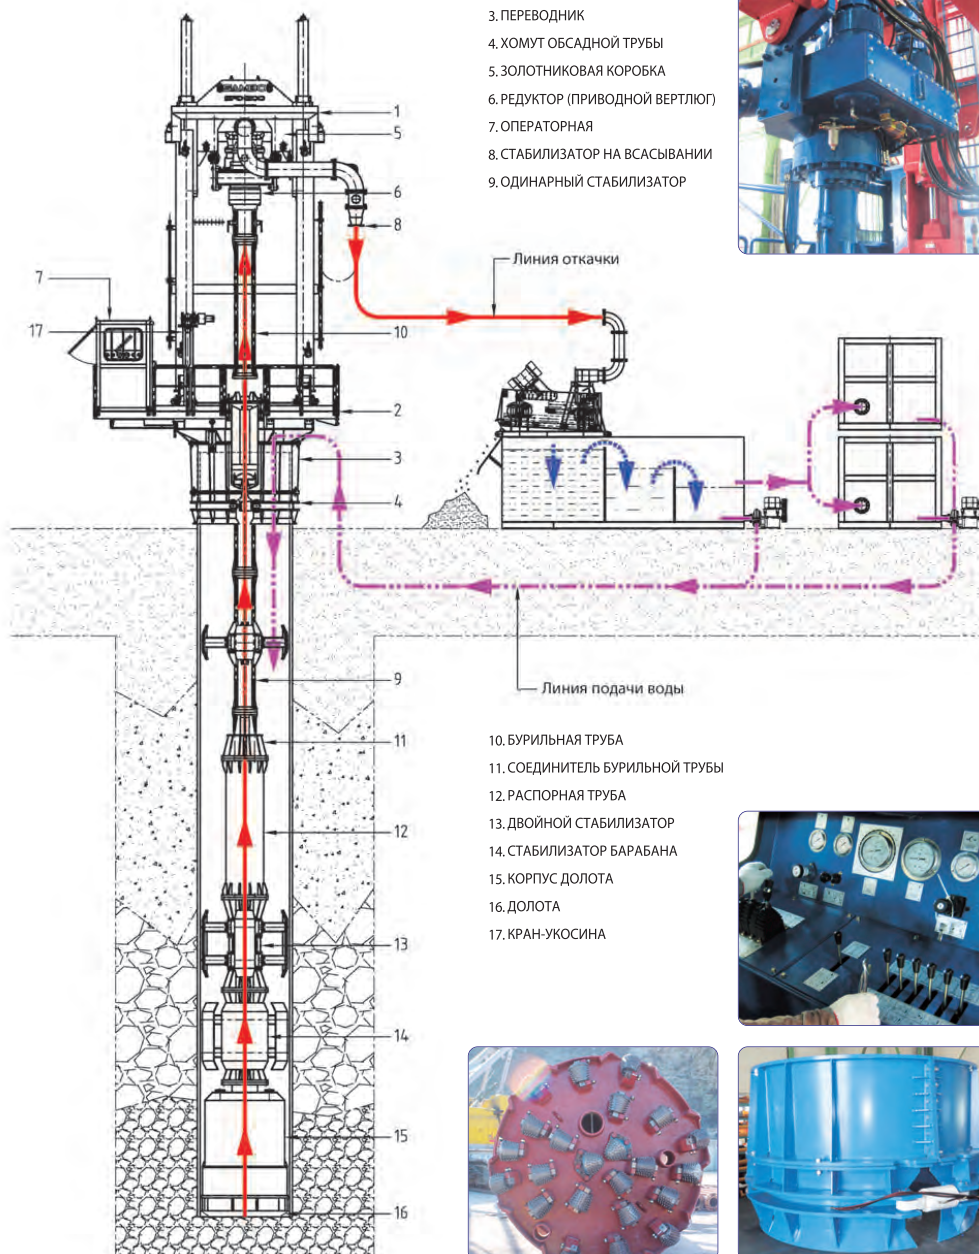 3. ПЕРЕВОДНИК
4. ХОМУТ ОБСАДНОЙ ТРУБЫ
5. ЗОЛОТНИКОВАЯ КОРОБКА
6. РЕДУКТОР (ПРИВОДНОЙ ВЕРТЛЮГ)
7. ОПЕРАТОРНАЯ
8. СТАБИЛИЗАТОР НА ВСАСЫВАНИИ
9. ОДИНАРНЫЙ СТАБИЛИЗАТОР
1
5
6
8
Линия откачки
7
17
10
2
3
4
9
Линия подачи воды
11
12
13
14
15
16
10. БУРИЛЬНАЯ ТРУБА
11. СОЕДИНИТЕЛЬ БУРИЛЬНОЙ ТРУБЫ
12. РАСПОРНАЯ ТРУБА
13. ДВОЙНОЙ СТАБИЛИЗАТОР
14. СТАБИЛИЗАТОР БАРАБАНА
15. КОРПУС ДОЛОТА
16. ДОЛОТА
17. КРАН-УКОСИНА